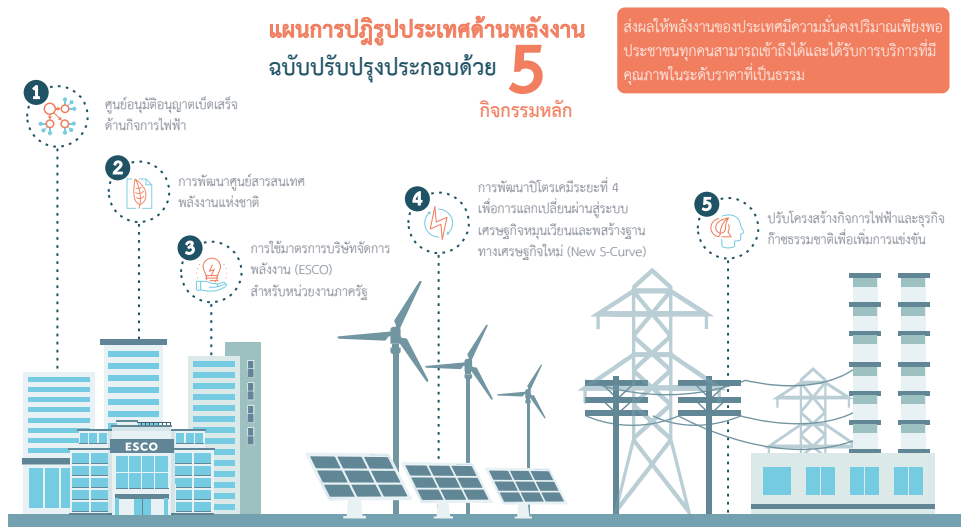 แผนการปฏิรูปประเทศด้านพลังงาน
ฉบับปรับปรุงประกอบด้วย 5
กิจกรรมหลัก
ส่งผลให้พลังงานของประเทศมีความมั่นคงปริมาณเพียงพอ
ประชาชนทุกคนสามารถเข้าถึงได้และได้รับการบริการที่มี
คุณภาพในระดับราคาที่เป็นธรรม
1
ศูนย์อนุมัติอนุญาตเบ็ดเสร็จ
ด้านกิจการไฟฟ้า
2
การพัฒนาศูนย์สารสนเทศ
พลังงานแห่งชาติ
3
การใช้มาตรการบริษัทจัดการ
พลังงาน (ESCO)
สำหรับหน่วยงานภาครัฐ
4
การพัฒนาปิโตรเคมีระยะที่ 4
เพื่อการแลกเปลี่ยนผ่านสู่ระบบ
เศรษฐกิจหมุนเวียนและพสร้างฐาน
ทางเศรษฐกิจใหม่ (New S-Curve)
5
ปรับโครงสร้างกิจการไฟฟ้าและธุรกิจ
ก๊าซธรรมชาติเพื่อเพิ่มการแข่งขัน
ESCO